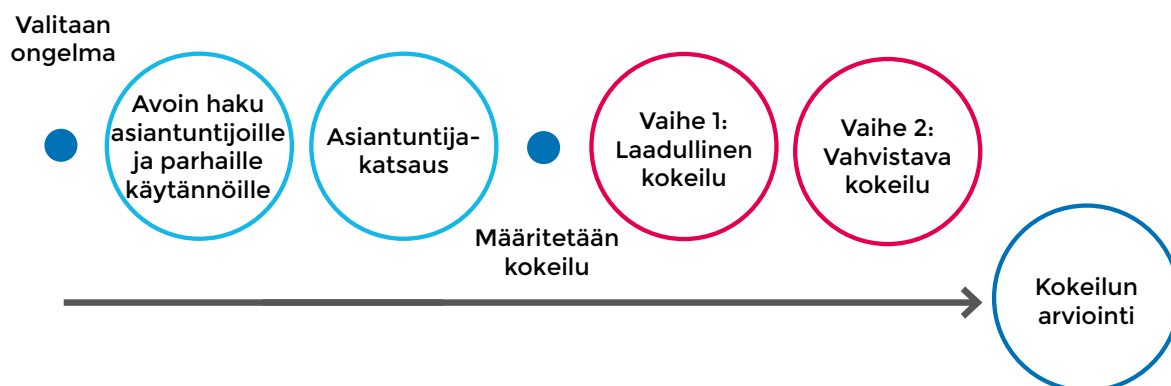 Valitaan
ongelma
Avoin haku
asiantuntijoille
ja parhaille
käytännöille
Asiantuntija-
katsaus
Määritetään
kokeilu
Vaihe 1:
Laadullinen
kokeilu
Vaihe 2:
Vahvistava
kokeilu
Kokeilun
arviointi